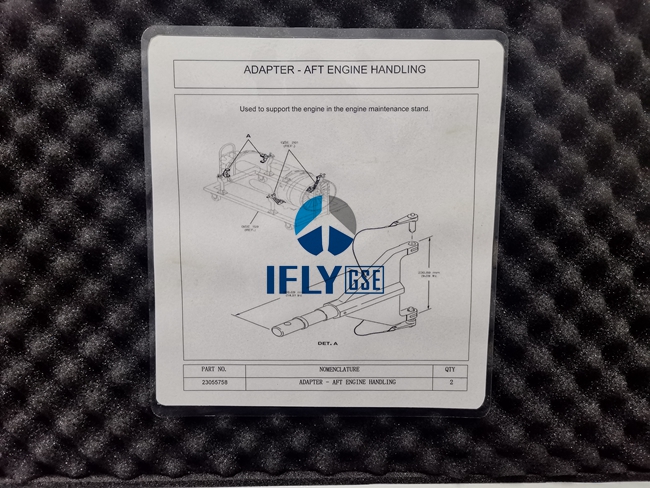 ADAPTER - AFT ENGINE HANDLING
Used to support the engine in the engine maintenance stand.
A
IFLY GSE
DET. A
PART NO. NOMENCLATURE QTY
23055758 ADAPTER - AFT ENGINE HANDLING 2